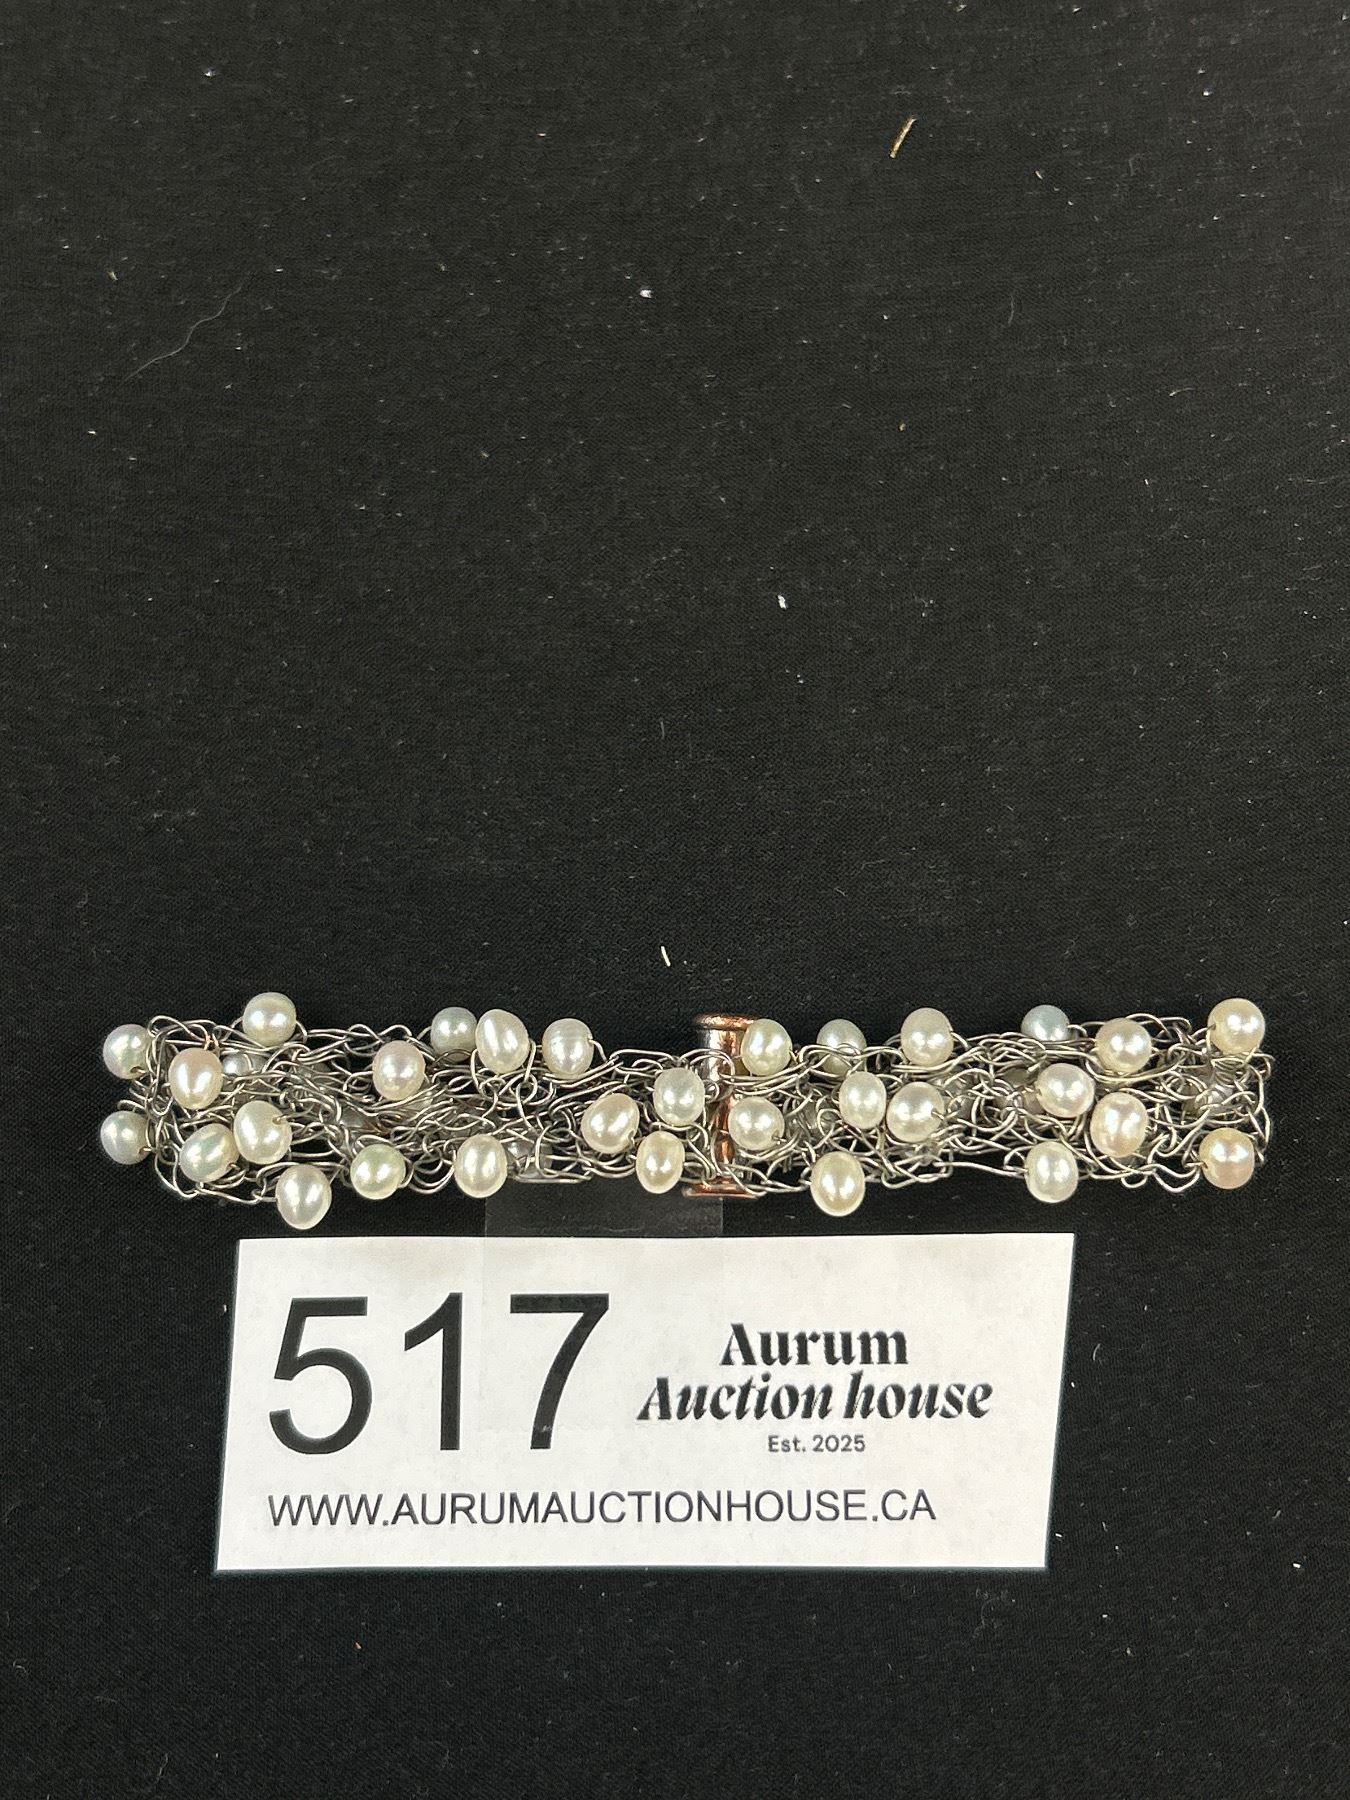 517
Aurum
Auction house
Est. 2025
WWW.AURUMAUCTIONHOUSE.CA